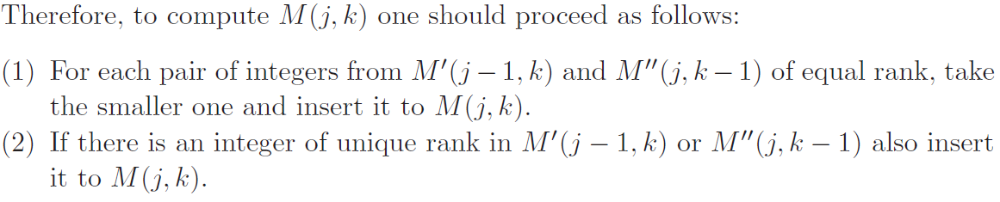 Therefore, to compute M(j, k) one should proceed as follows:
(1) For each pair of integers from M′(j − 1, k) and M″(j, k − 1) of equal rank, take
the smaller one and insert it to M(j, k).
(2) If there is an integer of unique rank in M′(j − 1, k) or M″(j, k − 1) also insert
it to M(j, k).